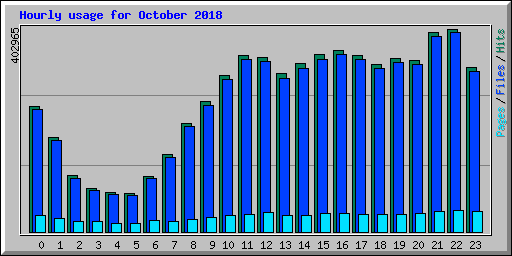 Hourly usage for October 2018
402965
Pages/Files/Hits
0 1 2 3 4 5 6 7 8 9 10 11 12 13 14 15 16 17 18 19 20 21 22 23